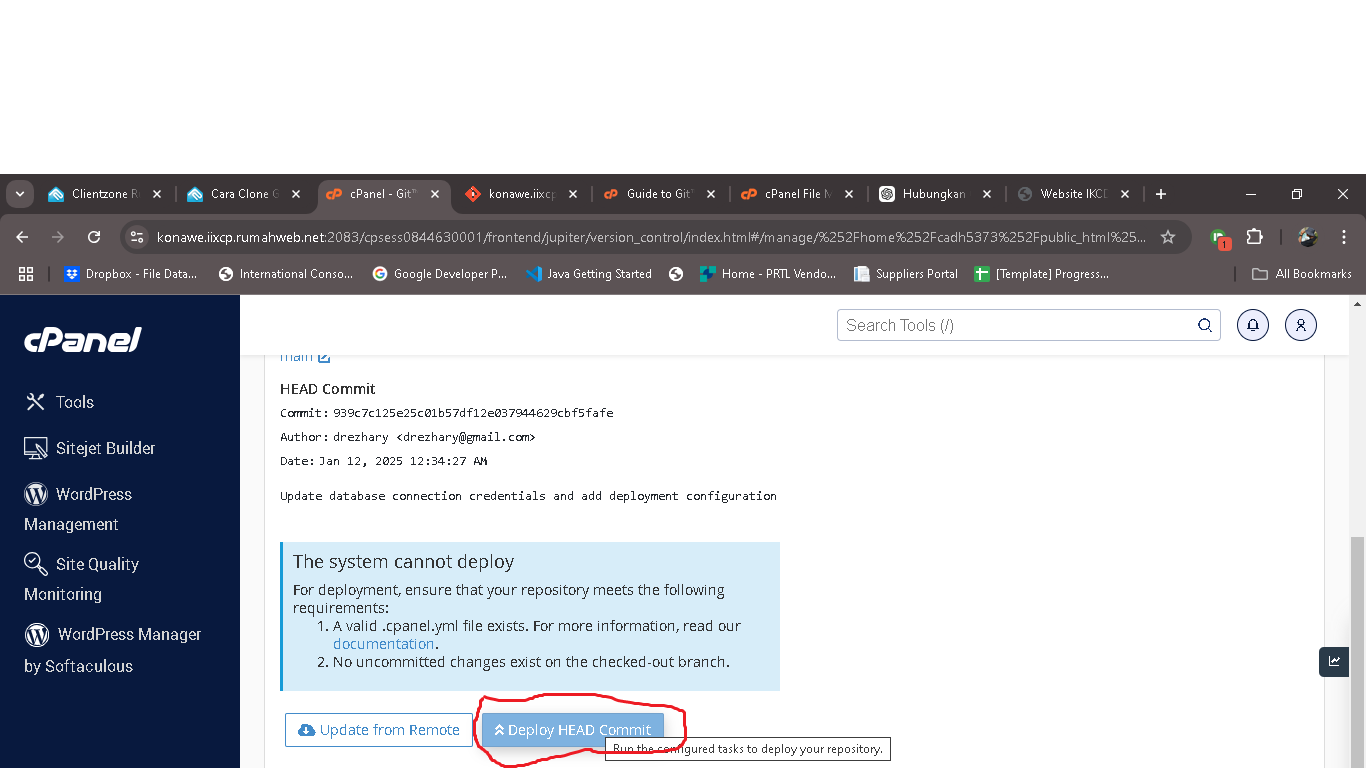 Clientzone R
Cara Clone G
cPanel - Git™
konawe.iixcp
Guide to Git™
cPanel File M
Hubungkan
Website IKCD
konawe.iixcp.rumahweb.net:2083/cpsess0844630001/frontend/jupiter/version_control/index.html#/manage/%252Fhome%252Fcadh5373%252Fpublic_html%25...
1
Dropbox - File Data...
International Conso...
Google Developer P...
Java Getting Started
Home - PRTL Vendo...
Suppliers Portal
[Template] Progress...
All Bookmarks
cPanel
Search Tools (/)
Tools
Sitejet Builder
WordPress
Management
Site Quality
Monitoring
WordPress Manager
by Softaculous
main
HEAD Commit
Commit: 939c7c125e25c01b57df12e037944629cbf5fafe
Author: drezhary <drezhary@gmail.com>
Date: Jan 12, 2025 12:34:27 AM
Update database connection credentials and add deployment configuration
The system cannot deploy
For deployment, ensure that your repository meets the following
requirements:
1. A valid .cpanel.yml file exists. For more information, read our
documentation.
2. No uncommitted changes exist on the checked-out branch.
Update from Remote
Deploy HEAD Commit
Run the configured tasks to deploy your repository.